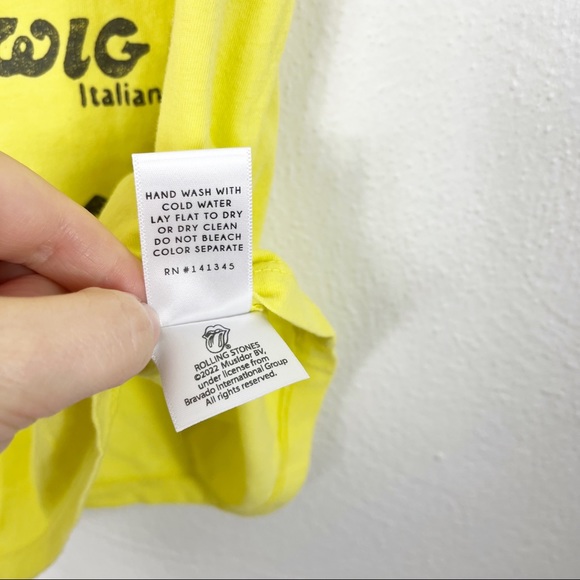 ZWIG
Italian
HAND WASH WITH
COLD WATER
LAY FLAT TO DRY
OR DRY CLEAN
DO NOT BLEACH
COLOR SEPARATE
RN #141345
ROLLING STONES
©2022 Musidor BV,
under license from
Bravado International Group
All rights reserved.